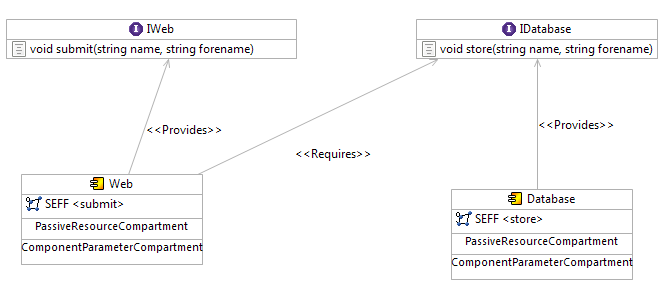 IWeb
void submit(string name, string forename)
IDatabase
void store(string name, string forename)
<<Provides>>
<<Provides>>
<<Requires>>
Web
SEFF <submit>
PassiveResourceCompartment
ComponentParameterCompartment
Database
SEFF <store>
PassiveResourceCompartment
ComponentParameterCompartment